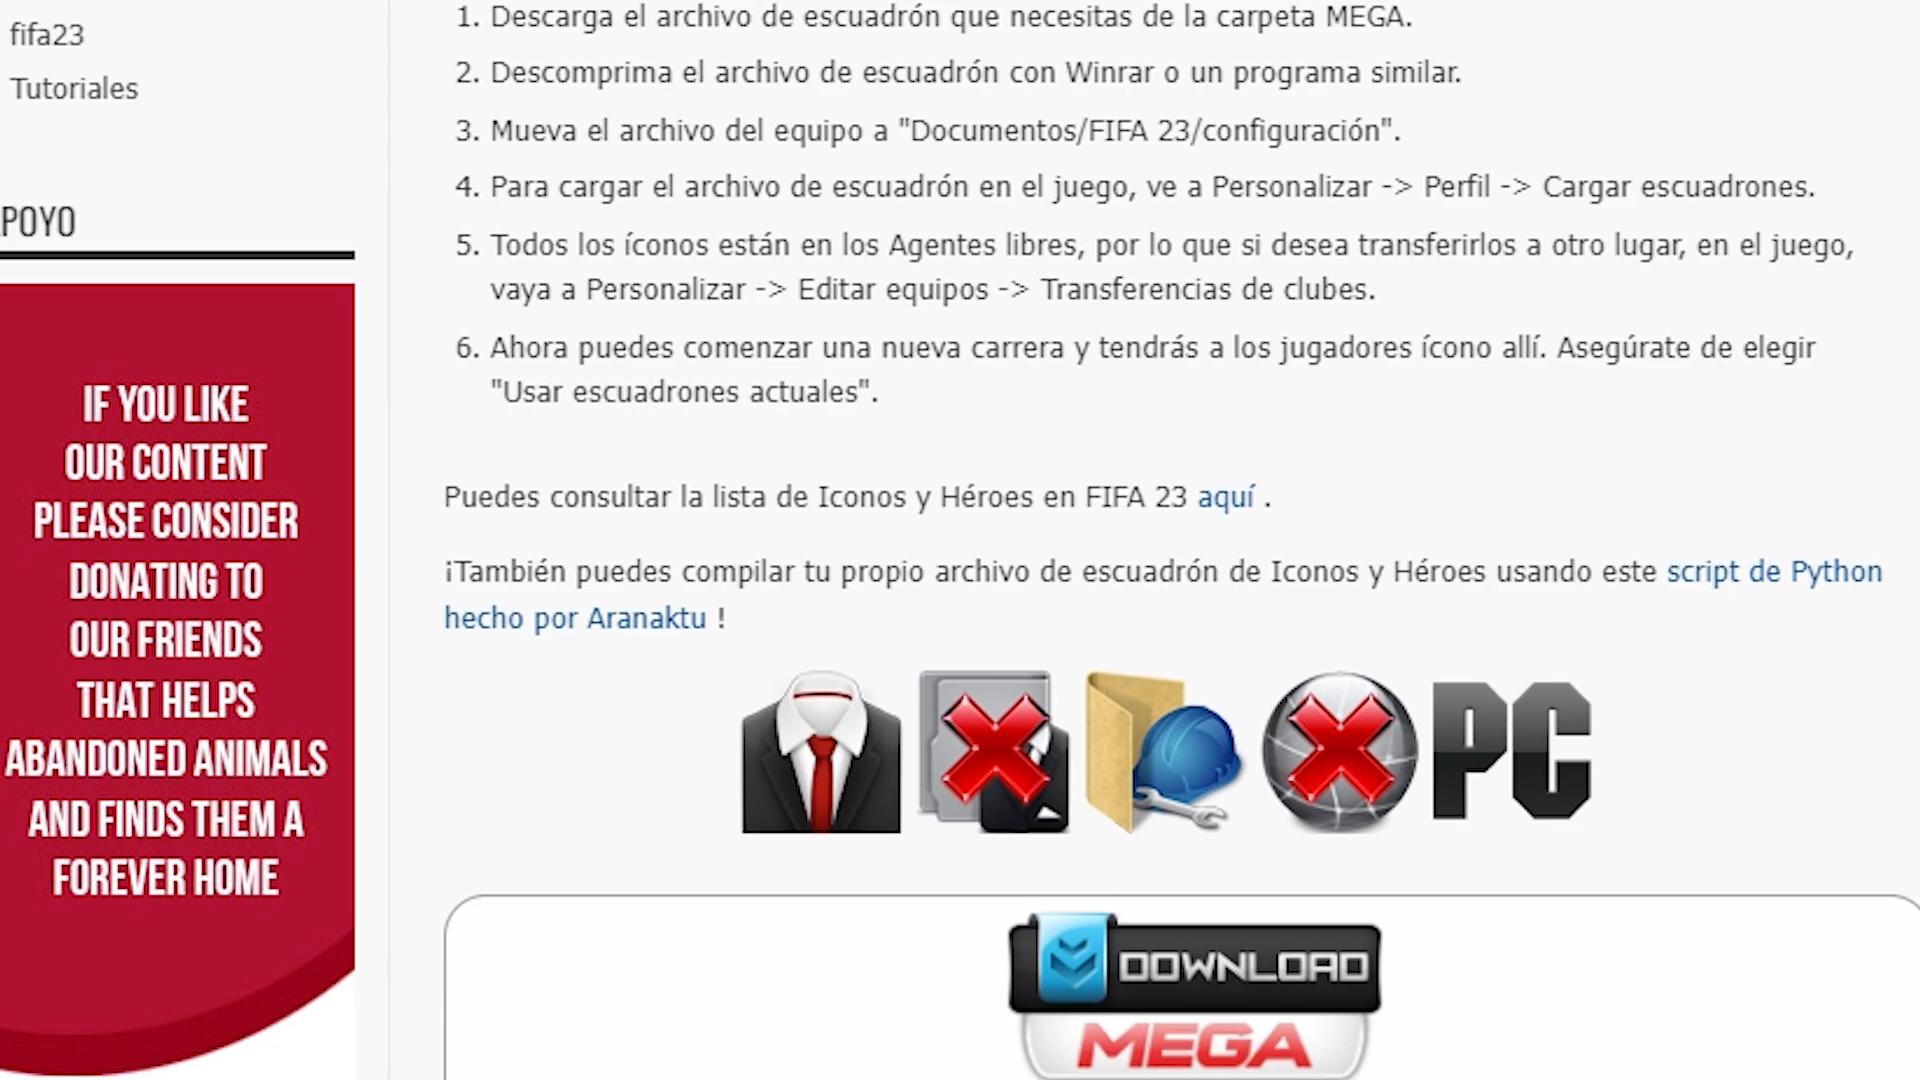 fifa23
Tutoriales
POYO
IF YOU LIKE
OUR CONTENT
PLEASE CONSIDER
DONATING TO
OUR FRIENDS
THAT HELPS
ABANDONED ANIMALS
AND FINDS THEM A
FOREVER HOME
1. Descarga el archivo de escuadrón que necesitas de la carpeta MEGA.
2. Descomprima el archivo de escuadrón con Winrar o un programa similar.
3. Mueva el archivo del equipo a "Documentos/FIFA 23/configuración".
4. Para cargar el archivo de escuadrón en el juego, ve a Personalizar -> Perfil -> Cargar escuadrones.
5. Todos los íconos están en los Agentes libres, por lo que si desea transferirlos a otro lugar, en el juego,
vaya a Personalizar -> Editar equipos -> Transferencias de clubes.
6. Ahora puedes comenzar una nueva carrera y tendrás a los jugadores ícono allí. Asegúrate de elegir
"Usar escuadrones actuales".
Puedes consultar la lista de Iconos y Héroes en FIFA 23 aquí .
¡También puedes compilar tu propio archivo de escuadrón de Iconos y Héroes usando este script de Python
hecho por Aranaktu !
PC
DOWNLOAD
MEGA